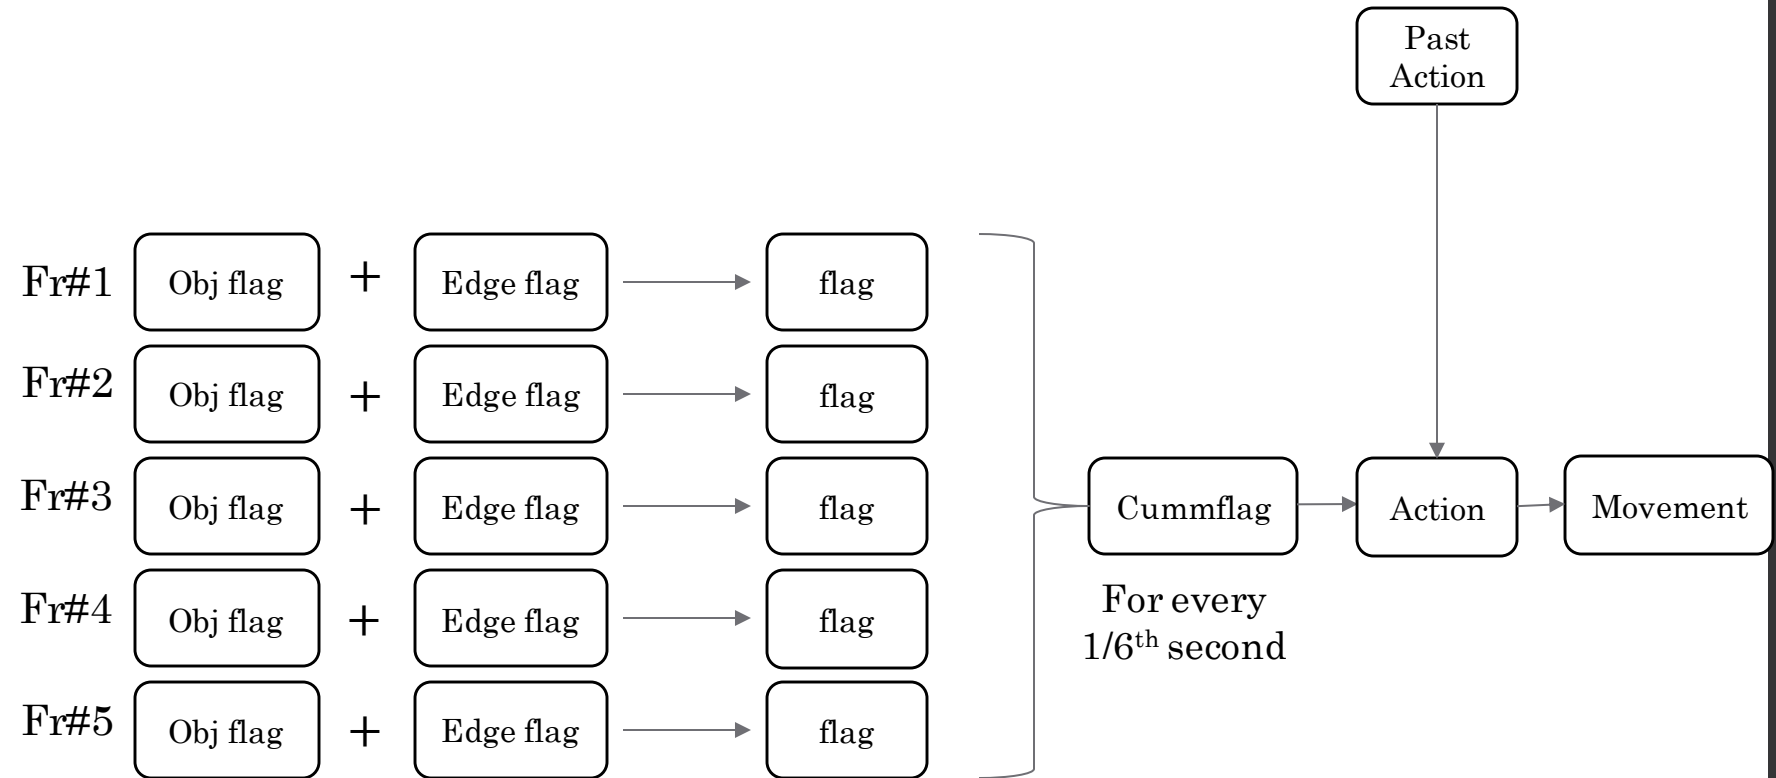 Past
Action
Fr#1 Obj flag + Edge flag flag
Fr#2 Obj flag + Edge flag flag
Fr#3 Obj flag + Edge flag flag
Cummflag Action Movement
For every
1/6th second
Fr#4 Obj flag + Edge flag flag
Fr#5 Obj flag + Edge flag flag